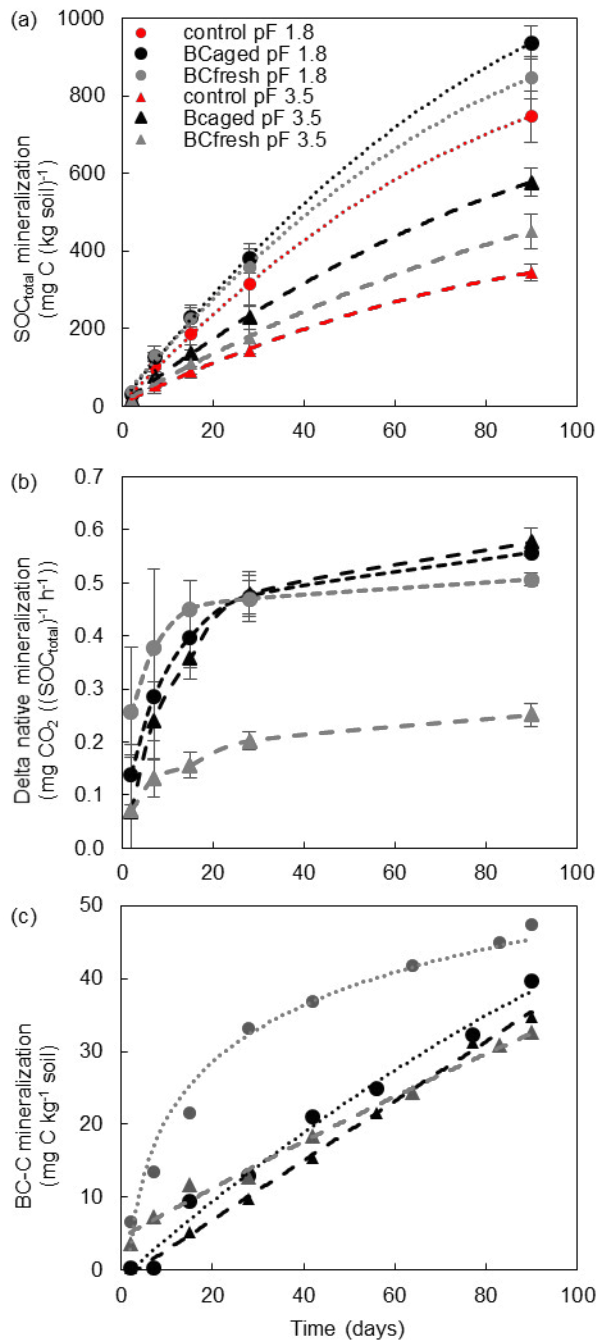 (a)
SOCtotal mineralization
(mg C (kg soil)-1)
1000
800
600
400
200
0
control pF 1.8
BCaged pF 1.8
BCfresh pF 1.8
control pF 3.5
Bcaged pF 3.5
BCfresh pF 3.5
0 20 40 60 80 100
(b)
Delta native mineralization
(mg CO2 ((SOCtotal)-1 h-1))
0.7
0.6
0.5
0.4
0.3
0.2
0.1
0.0
0 20 40 60 80 100
(c)
BC-C mineralization
(mg C kg-1 soil)
50
40
30
20
10
0
0 20 40 60 80 100
Time (days)